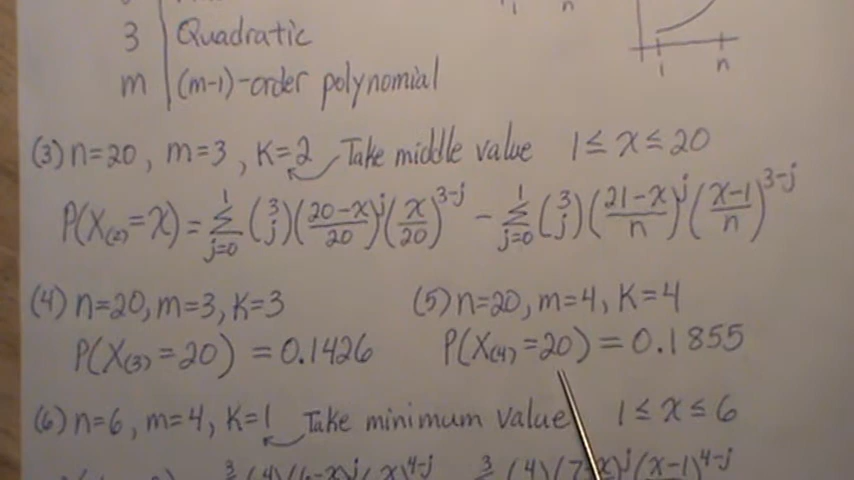 3 Quadratic
m (m-1)-order polynomial
1 n
(3) n=20, m=3, K=2 Take middle value 1 ≤ x ≤ 20
P(X₍₂₎=x) = ∑_{j=0}^{1} (3 j) ((20-x)/20)^j (x/20)^{3-j} - ∑_{j=0}^{1} (3 j) ((21-x)/n)^j ((x-1)/n)^{3-j}
(4) n=20, m=3, K=3 (5) n=20, m=4, K=4
P(X₍₃₎=20) = 0.1426 P(X₍₄₎=20) = 0.1855
(6) n=6, m=4, K=1 Take minimum value 1 ≤ x ≤ 6